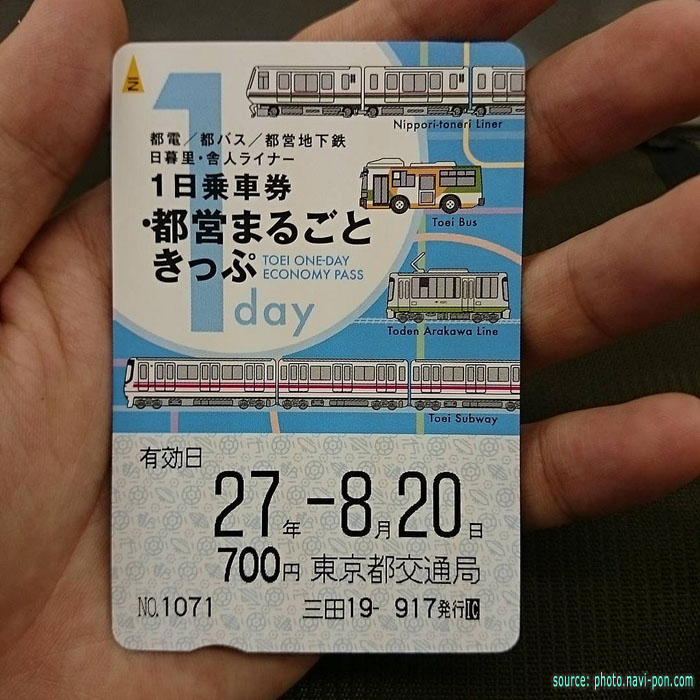 IN
1
Nippori-toneri Liner
都電／都バス／都営地下鉄
日暮里・舎人ライナー
1日乗車券
・都営まるごと
きっぷ TOEI ONE-DAY
ECONOMY PASS
Toei Bus
day
Toden Arakawa Line
Toei Subway
有効日
27年-8月20日
700円 東京都交通局
NO.1071 三田19- 917発行IC
source: photo.navi-pon.com